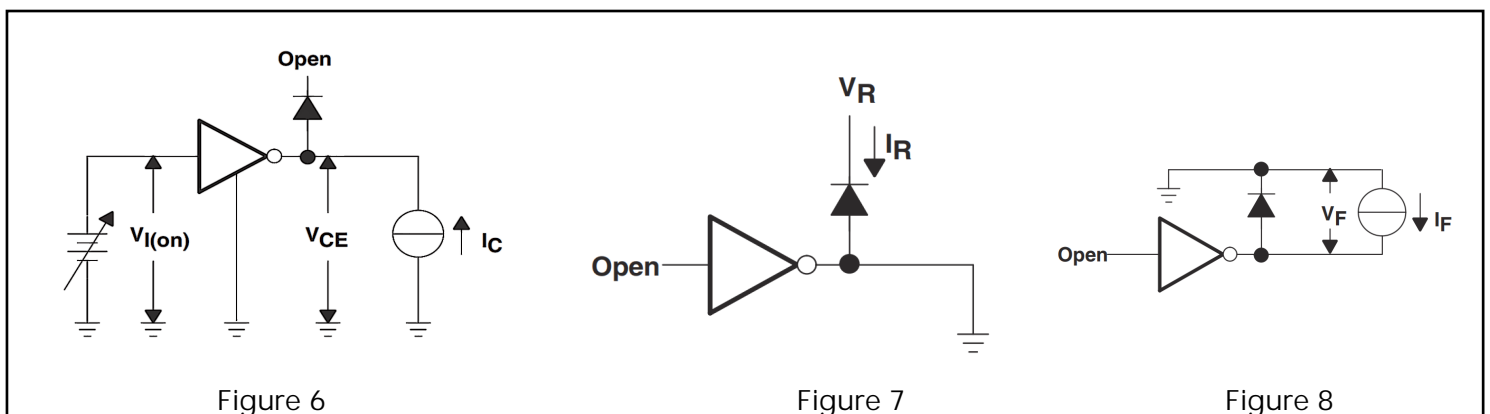 Open
V_I(on)
V_CE
I_C
Figure 6
V_R
I_R
Open
Figure 7
V_F
I_F
Open
Figure 8